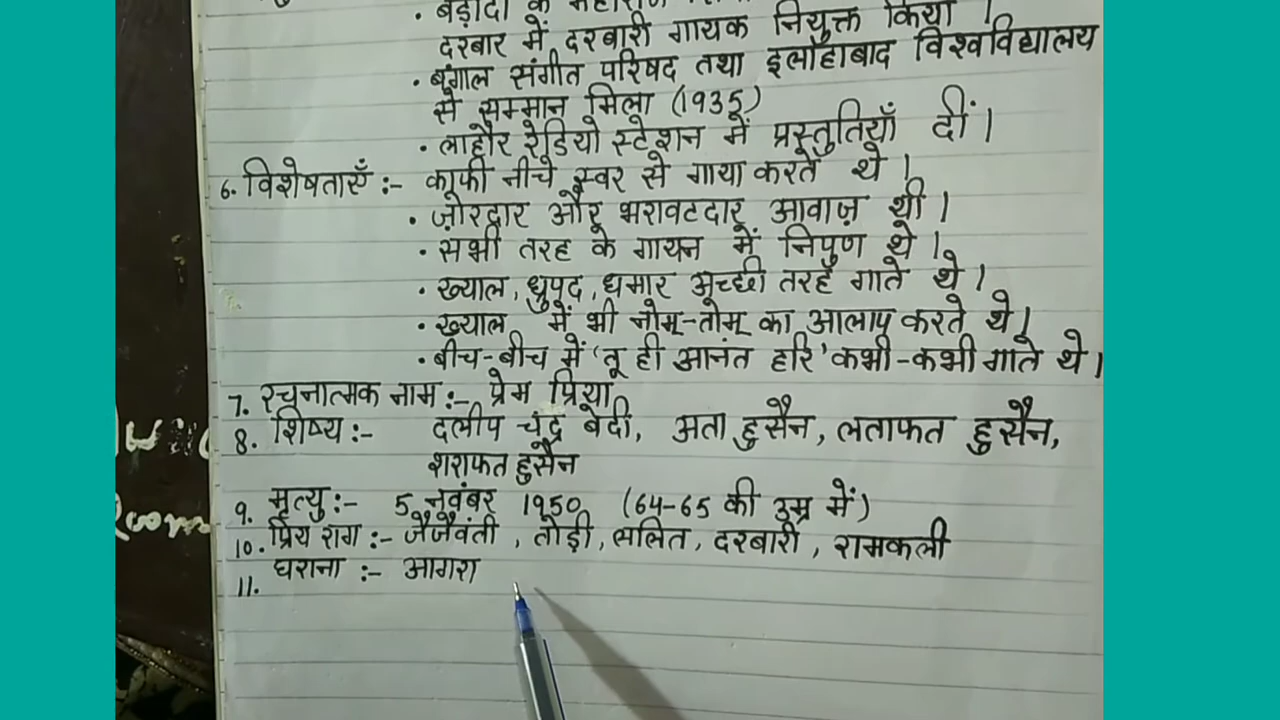 • बड़ौदा के
दरबार में दरबारी गायक नियुक्त किया ।
• बंगाल संगीत परिषद तथा इलाहाबाद विश्वविद्यालय
से सम्मान मिला (1935)
• लाहौर रेडियो स्टेशन में प्रस्तुतियाँ दीं ।
6. विशेषताएँ :- काफी नीचे स्वर से गाया करते थे ।
• ज़ोरदार और भरावटदार आवाज़ थी ।
• सभी तरह के गायन में निपुण थे ।
• ख्याल, ध्रुपद, धमार अच्छी तरह गाते थे ।
• ख्याल में भी नोम्-तोम् का आलाप करते थे ।
• बीच-बीच में 'तू ही आनंत हरि' कभी-कभी गाते थे ।
7. रचनात्मक नाम :- प्रेम प्रिया
8. शिष्य :- दलीप चंद्र बेदी, अता हुसैन, लताफत हुसैन,
शराफत हुसैन
9. मृत्यु :- 5 नवंबर 1950 (64-65 की उम्र में)
10. प्रिय राग :- जैजैवंती, तोड़ी, ललित, दरबारी, रामकली
11. घराना :- आगरा